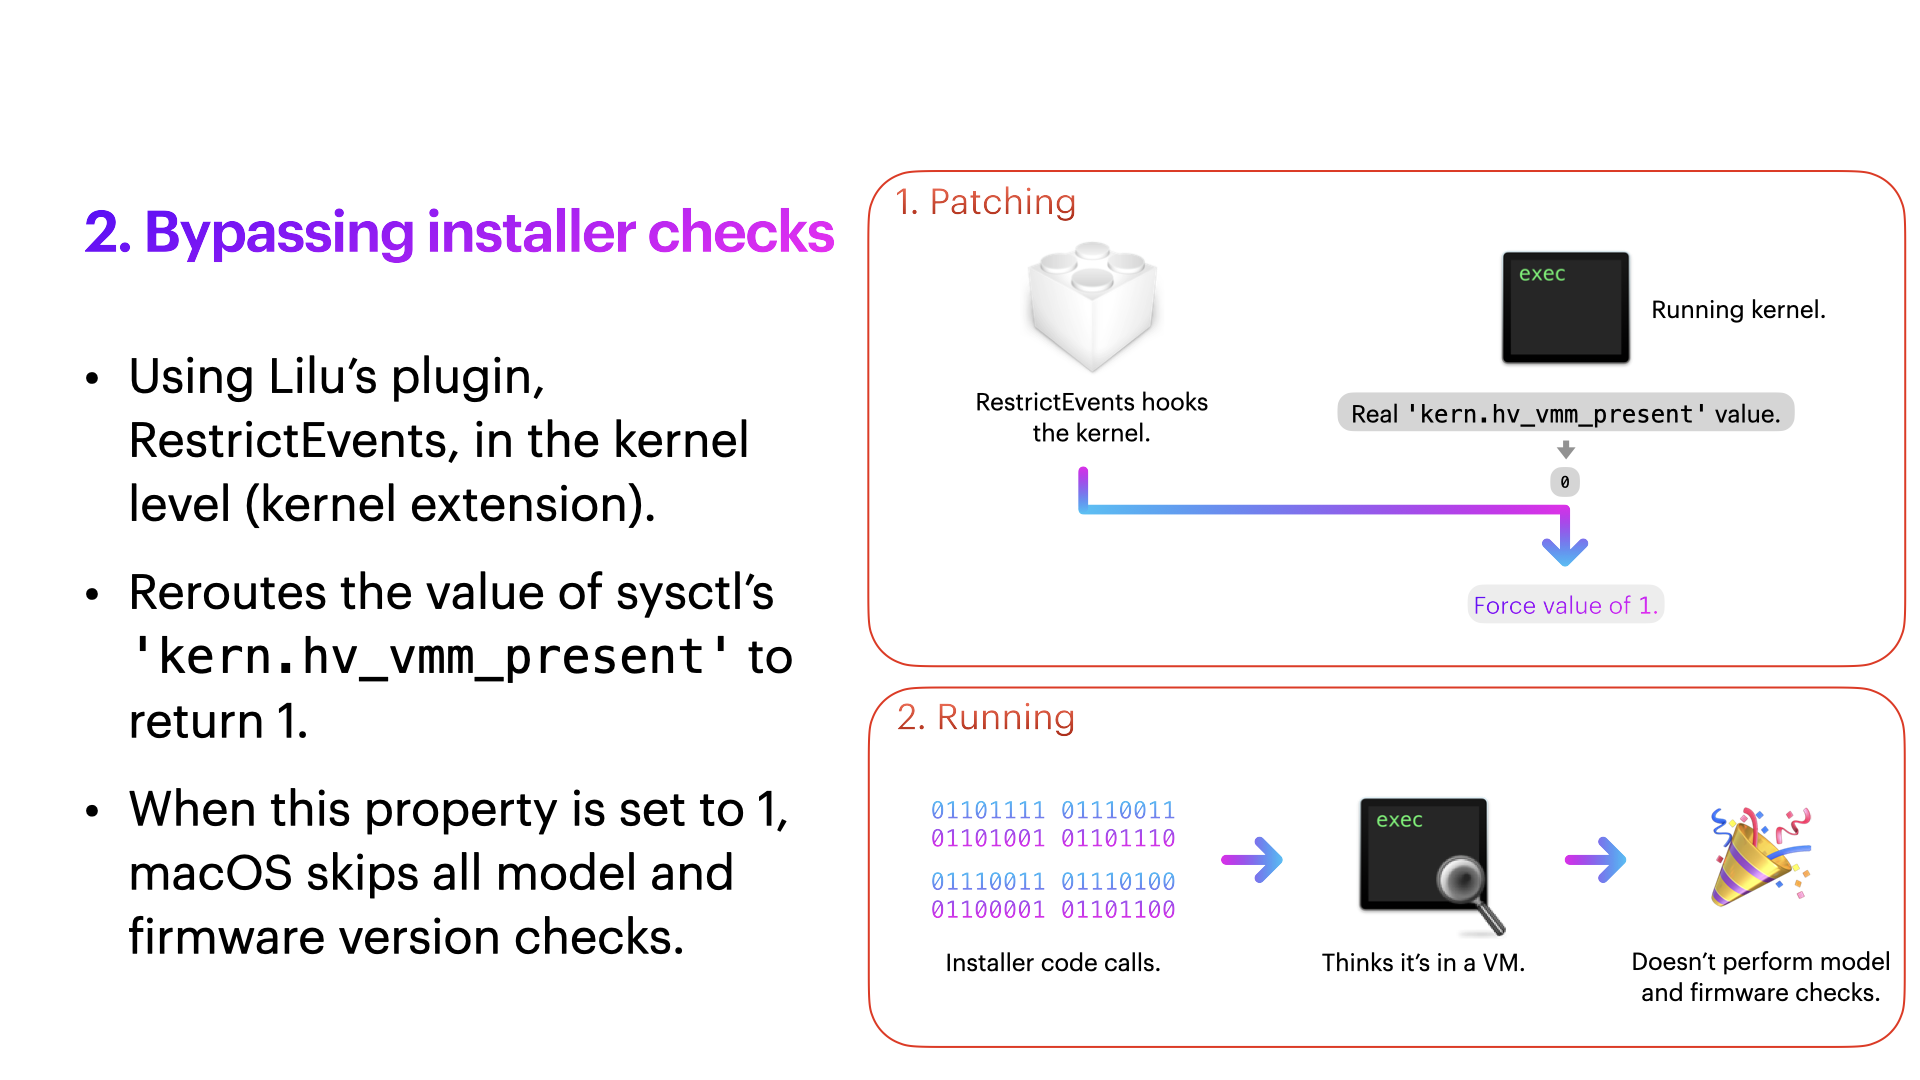 2. Bypassing installer checks
• Using Lilu’s plugin,
RestrictEvents, in the kernel
level (kernel extension).
• Reroutes the value of sysctl’s
'kern.hv_vmm_present' to
return 1.
• When this property is set to 1,
macOS skips all model and
firmware version checks.
1. Patching
exec
Running kernel.
RestrictEvents hooks
the kernel.
Real 'kern.hv_vmm_present' value.
0
Force value of 1.
2. Running
01101111 01110011
01101001 01101110
01110011 01110100
01100001 01101100
Installer code calls.
exec
Thinks it’s in a VM.
Doesn’t perform model
and firmware checks.